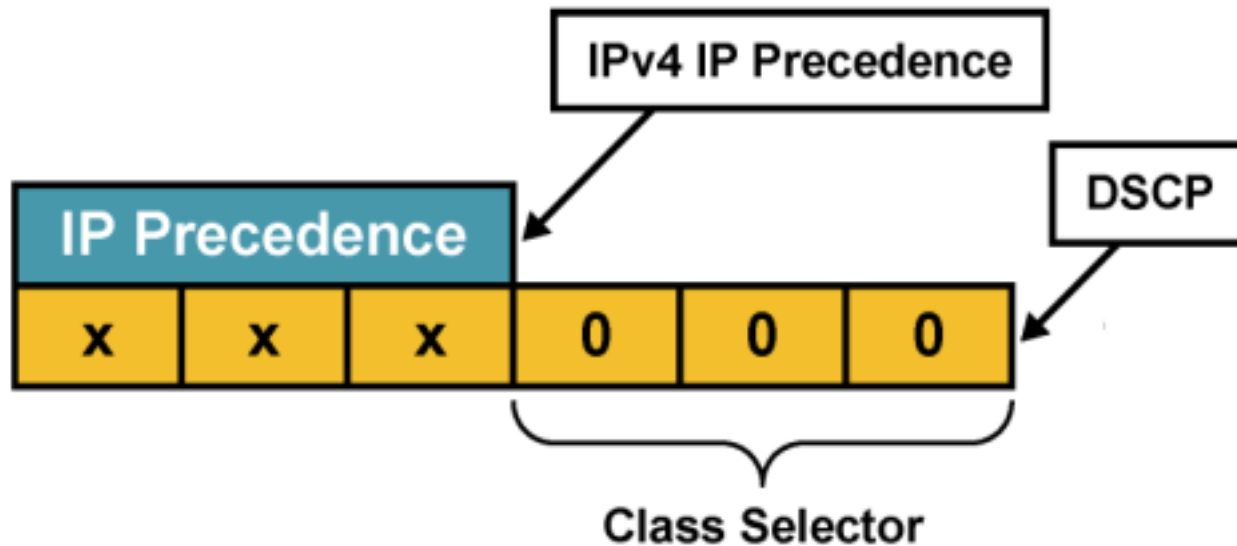 IPv4 IP Precedence
DSCP
IP Precedence
x x x 0 0 0
Class Selector